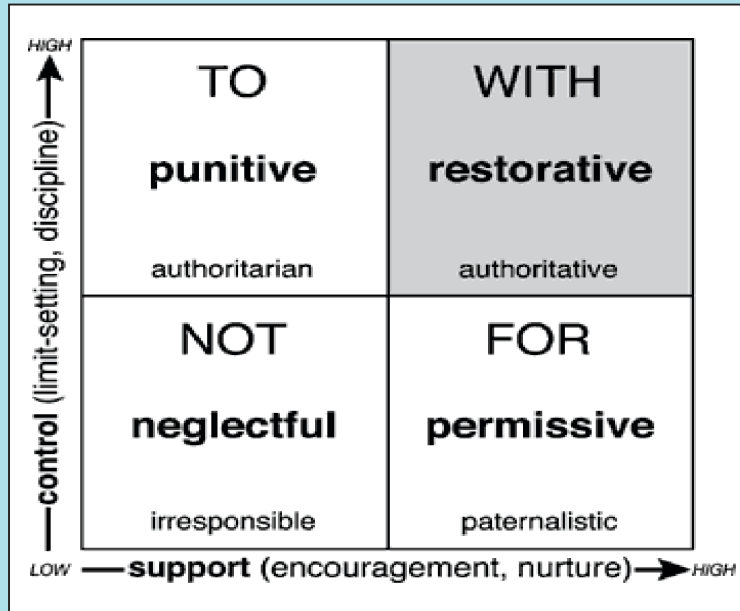 HIGH
control (limit-setting, discipline)
TO
punitive
authoritarian
WITH
restorative
authoritative
NOT
neglectful
irresponsible
FOR
permissive
paternalistic
LOW
support (encouragement, nurture)
HIGH